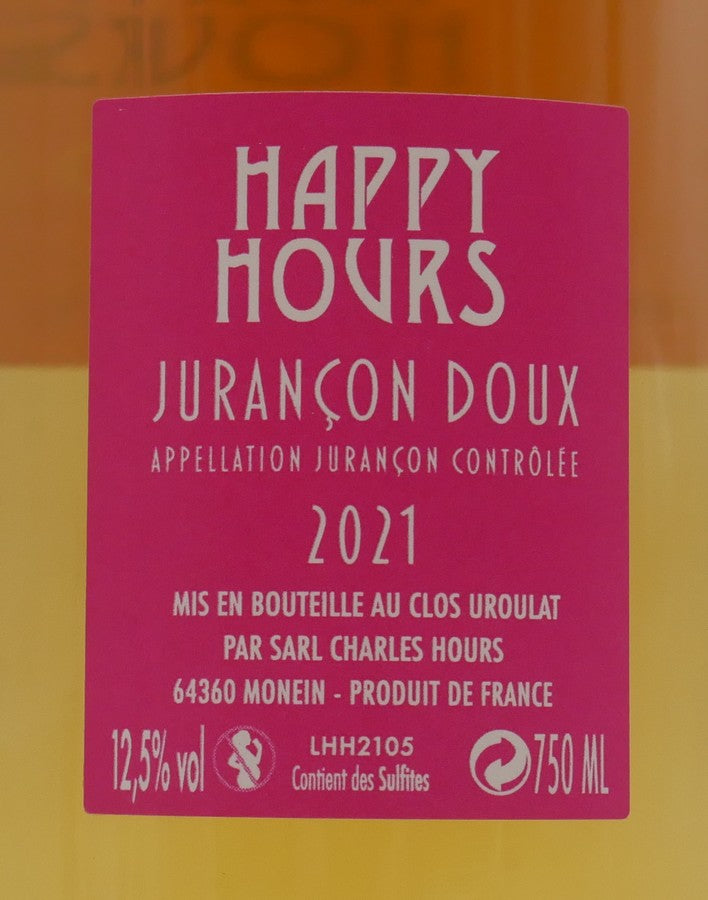 HAPPY
HOURS
JURANÇON DOUX
APPELLATION JURANÇON CONTRÔLÉE
2021
MIS EN BOUTEILLE AU CLOS UROULAT
PAR SARL CHARLES HOURS
64360 MONEIN - PRODUIT DE FRANCE
12,5% vol
LHH2105
Contient des Sulfites
750 ML